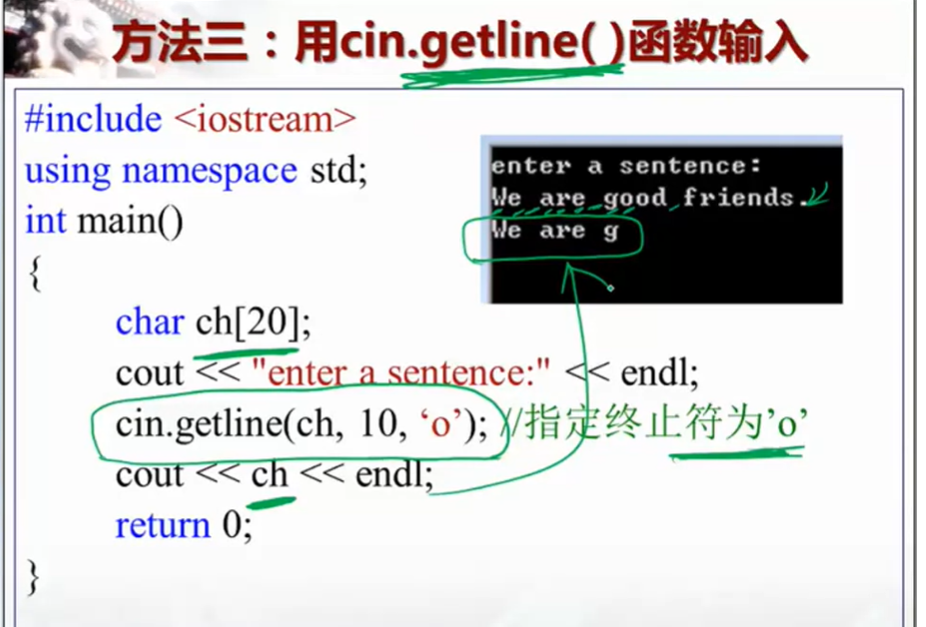 方法三：用cin.getline( )函数输入
#include <iostream>
using namespace std;
int main()
{
char ch[20];
cout << "enter a sentence:" << endl;
cin.getline(ch, 10, ‘o’); //指定终止符为’o’
cout << ch << endl;
return 0;
}
enter a sentence:
We are good friends.
We are g